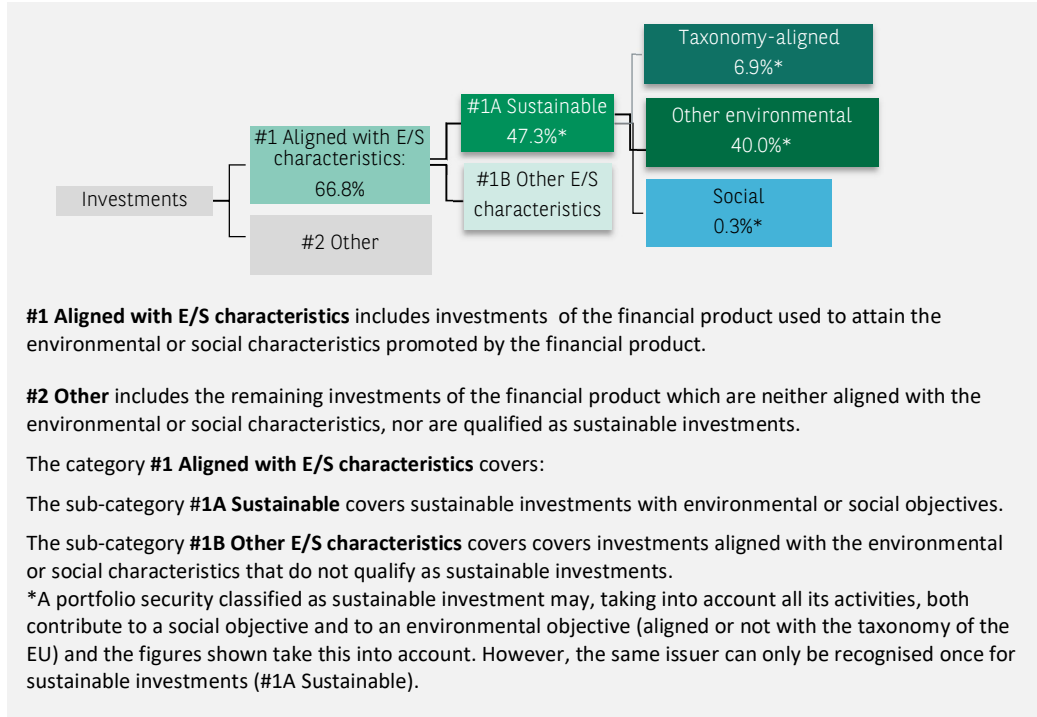 Taxonomy-aligned
6.9%*
#1A Sustainable
47.3%*
Other environmental
40.0%*
#1 Aligned with E/S
characteristics:
66.8%
#1B Other E/S
characteristics
Investments
Social
0.3%*
#2 Other
#1 Aligned with E/S characteristics includes investments of the financial product used to attain the
environmental or social characteristics promoted by the financial product.
#2 Other includes the remaining investments of the financial product which are neither aligned with the
environmental or social characteristics, nor are qualified as sustainable investments.
The category #1 Aligned with E/S characteristics covers:
The sub-category #1A Sustainable covers sustainable investments with environmental or social objectives.
The sub-category #1B Other E/S characteristics covers covers investments aligned with the environmental
or social characteristics that do not qualify as sustainable investments.
*A portfolio security classified as sustainable investment may, taking into account all its activities, both
contribute to a social objective and to an environmental objective (aligned or not with the taxonomy of the
EU) and the figures shown take this into account. However, the same issuer can only be recognised once for
sustainable investments (#1A Sustainable).